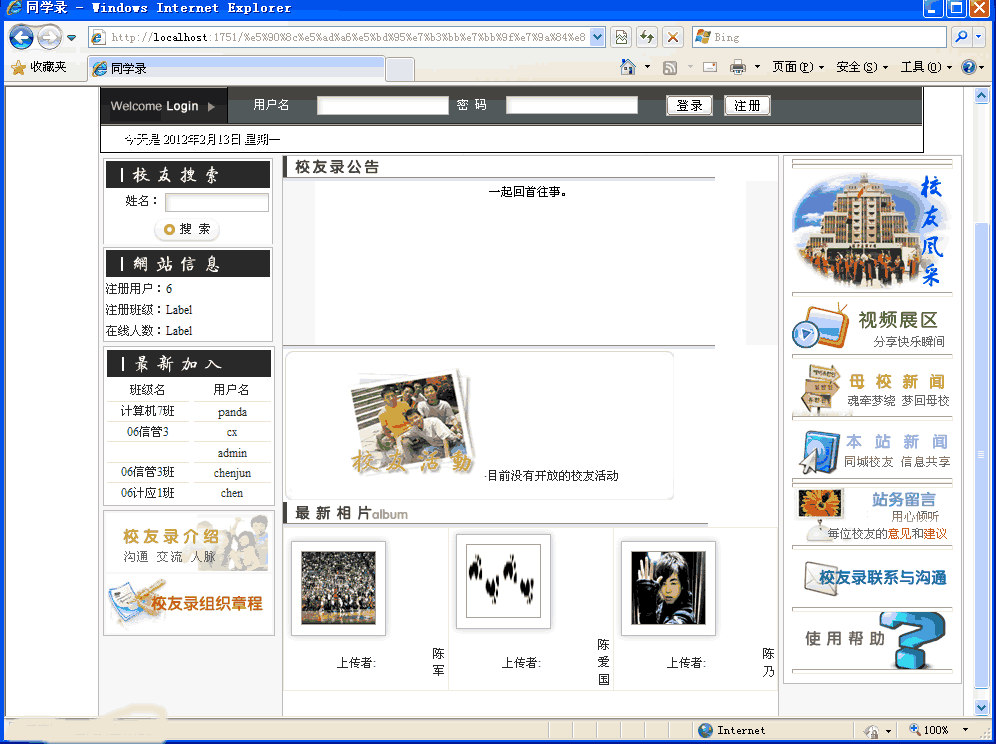 同学录 - Windows Internet Explorer
http://localhost:1751/%e5%90%8c%e5%ad%a6%e5%bd%95%e7%b3%bb%e7%bb%9f%e7%9a%84%e8
Bing
收藏夹
同学录
页面(P)
安全(S)
工具(O)
Welcome Login
用户名
密 码
登录
注册
今天是 2012年2月13日 星期一
校友搜索
姓名：
搜 索
網站信息
注册用户：6
注册班级：Label
在线人数：Label
最新加入
班级名 用户名
计算机7班 panda
06信管3 cx
admin
06信管3班 chenjun
06计应1班 chen
校友录介绍
沟通 交流 人脉
校友录组织章程
校友录公告
一起回首往事。
校友活動
·目前没有开放的校友活动
最新相片album
上传者: 陈军
上传者: 陈爱国
上传者: 陈乃
校友风采
视频展区
分享快乐瞬间
母校新闻
魂牵梦绕 梦回母校
本站新闻
同城校友 信息共享
站务留言
用心倾听
每位校友的意见和建议
校友录联系与沟通
使用帮助
Internet
100%